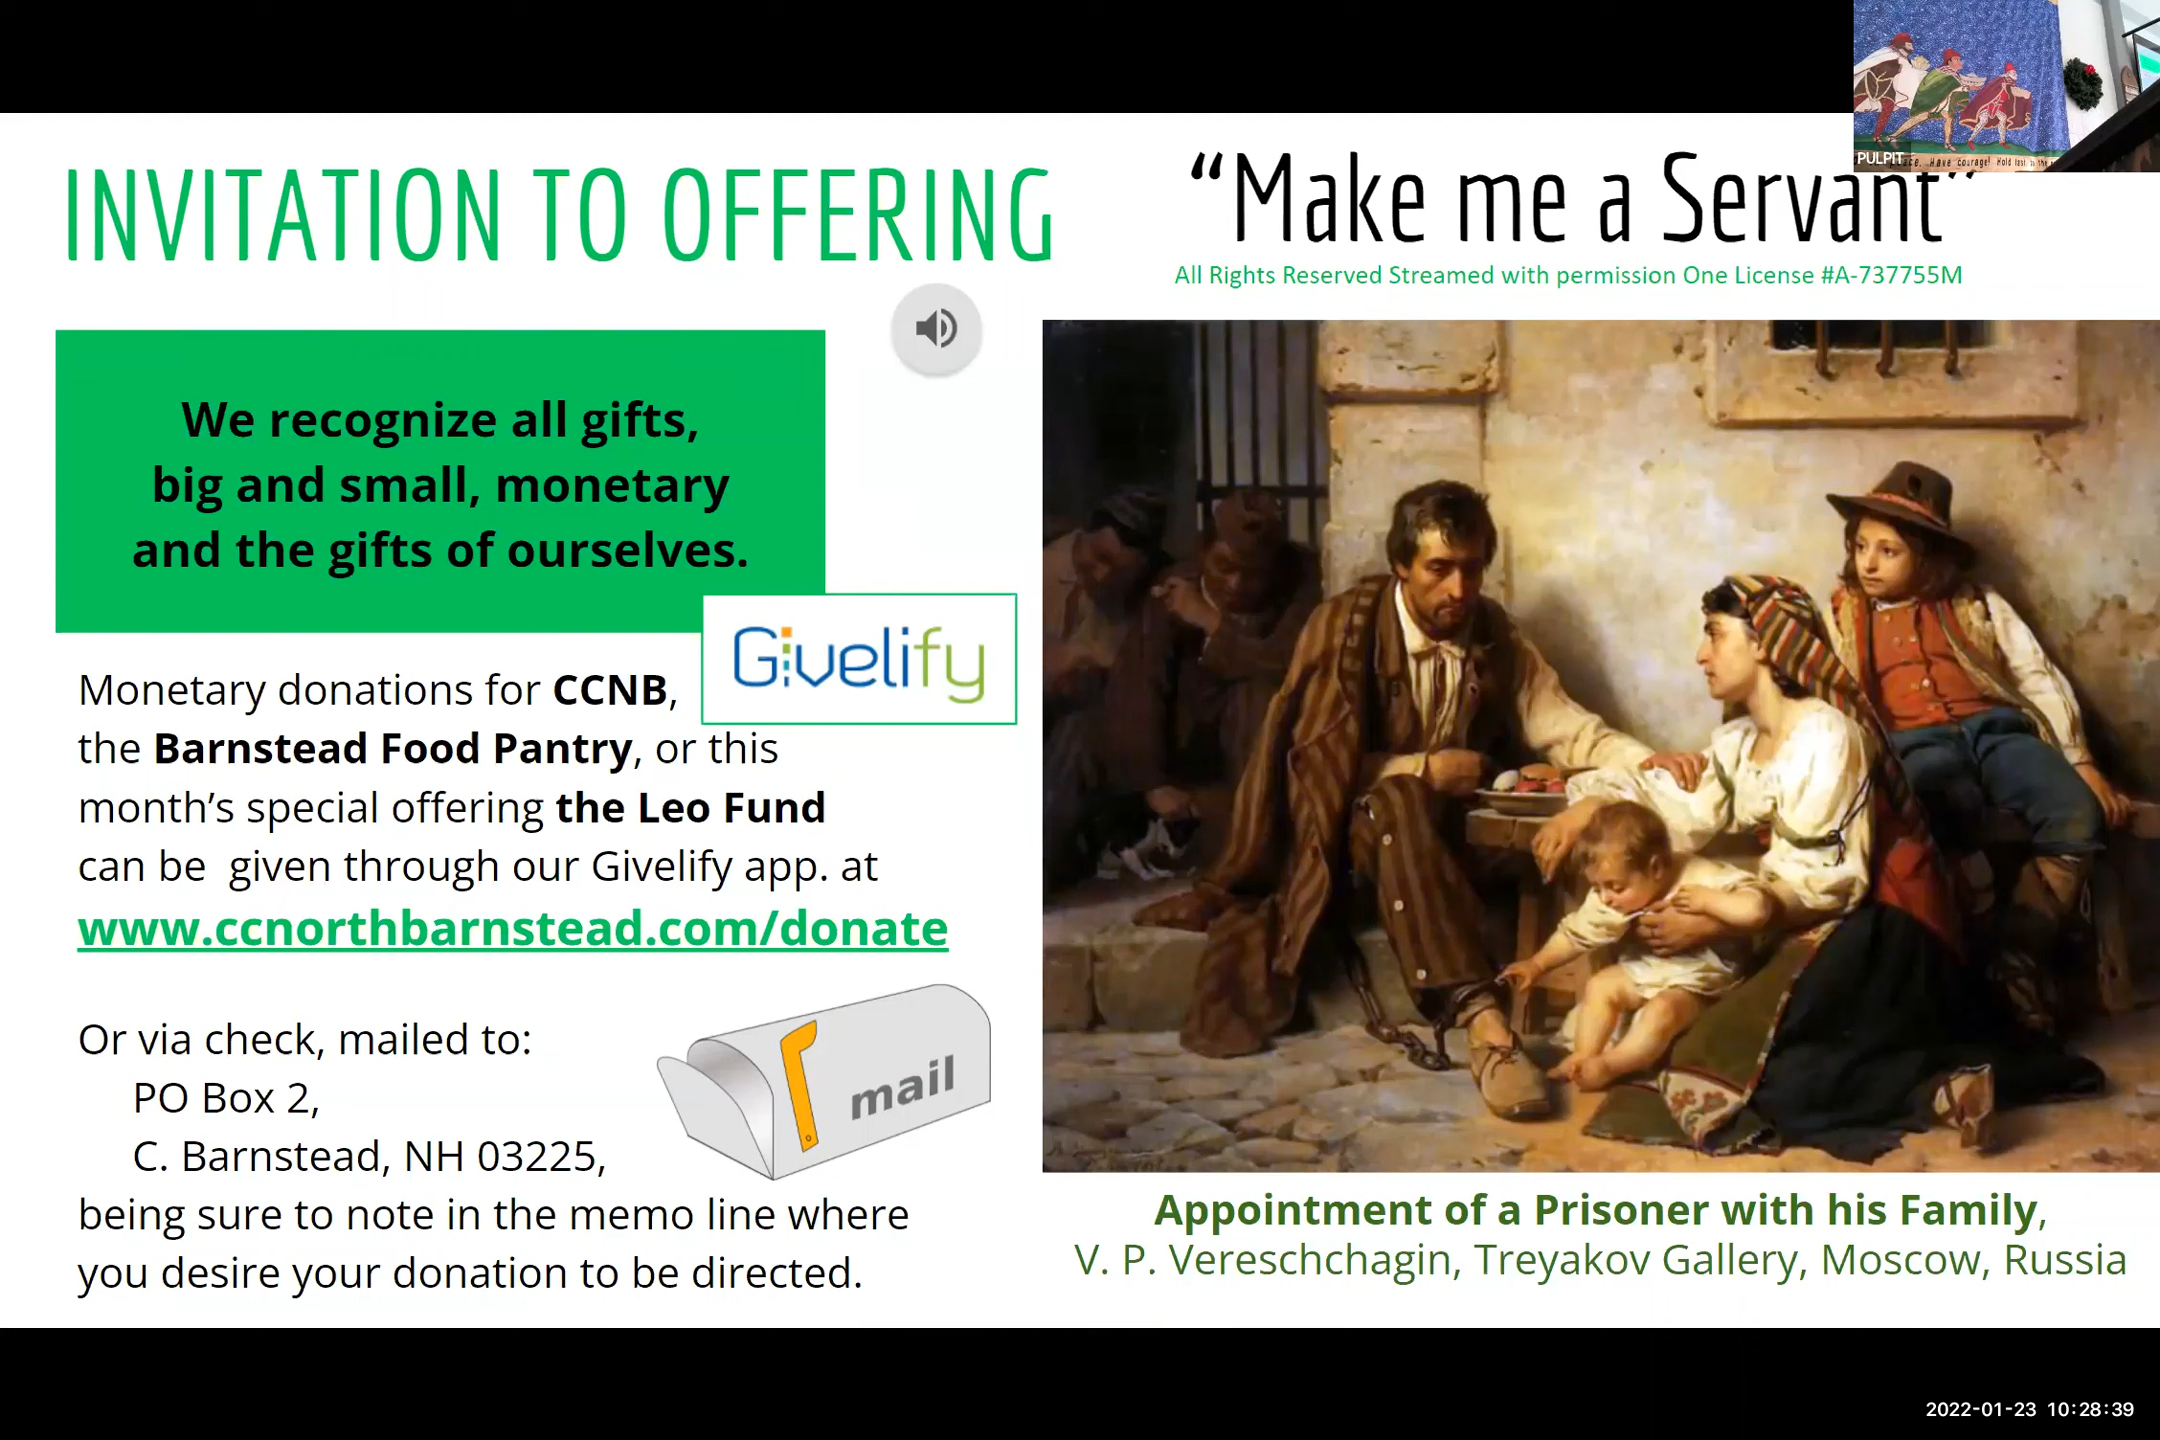 INVITATION TO OFFERING
"Make me a Servant"
All Rights Reserved Streamed with permission One License #A-737755M
PULPIT
Have courage! Hold fast to the
We recognize all gifts,
big and small, monetary
and the gifts of ourselves.
Givelify
Monetary donations for CCNB,
the Barnstead Food Pantry, or this
month's special offering the Leo Fund
can be given through our Givelify app. at
www.ccnorthbarnstead.com/donate
Or via check, mailed to:
PO Box 2,
C. Barnstead, NH 03225,
being sure to note in the memo line where
you desire your donation to be directed.
mail
Appointment of a Prisoner with his Family,
V. P. Vereschchagin, Treyakov Gallery, Moscow, Russia
2022-01-23 10:28:39